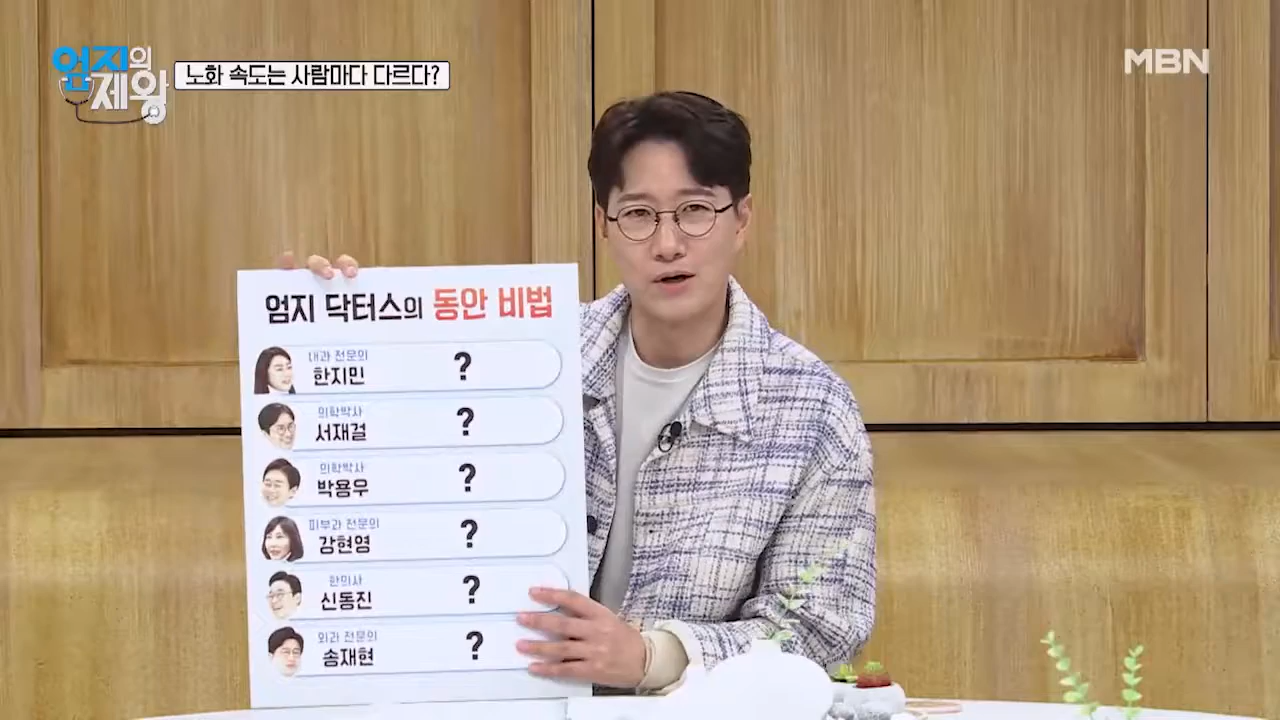 엄지의 제왕
노화 속도는 사람마다 다르다?
MBN
엄지 닥터스의 동안 비법
내과 전문의
한지민 ?
의학박사
서재걸 ?
의학박사
박용우 ?
피부과 전문의
강현영 ?
한의사
신동진 ?
외과 전문의
송재현 ?